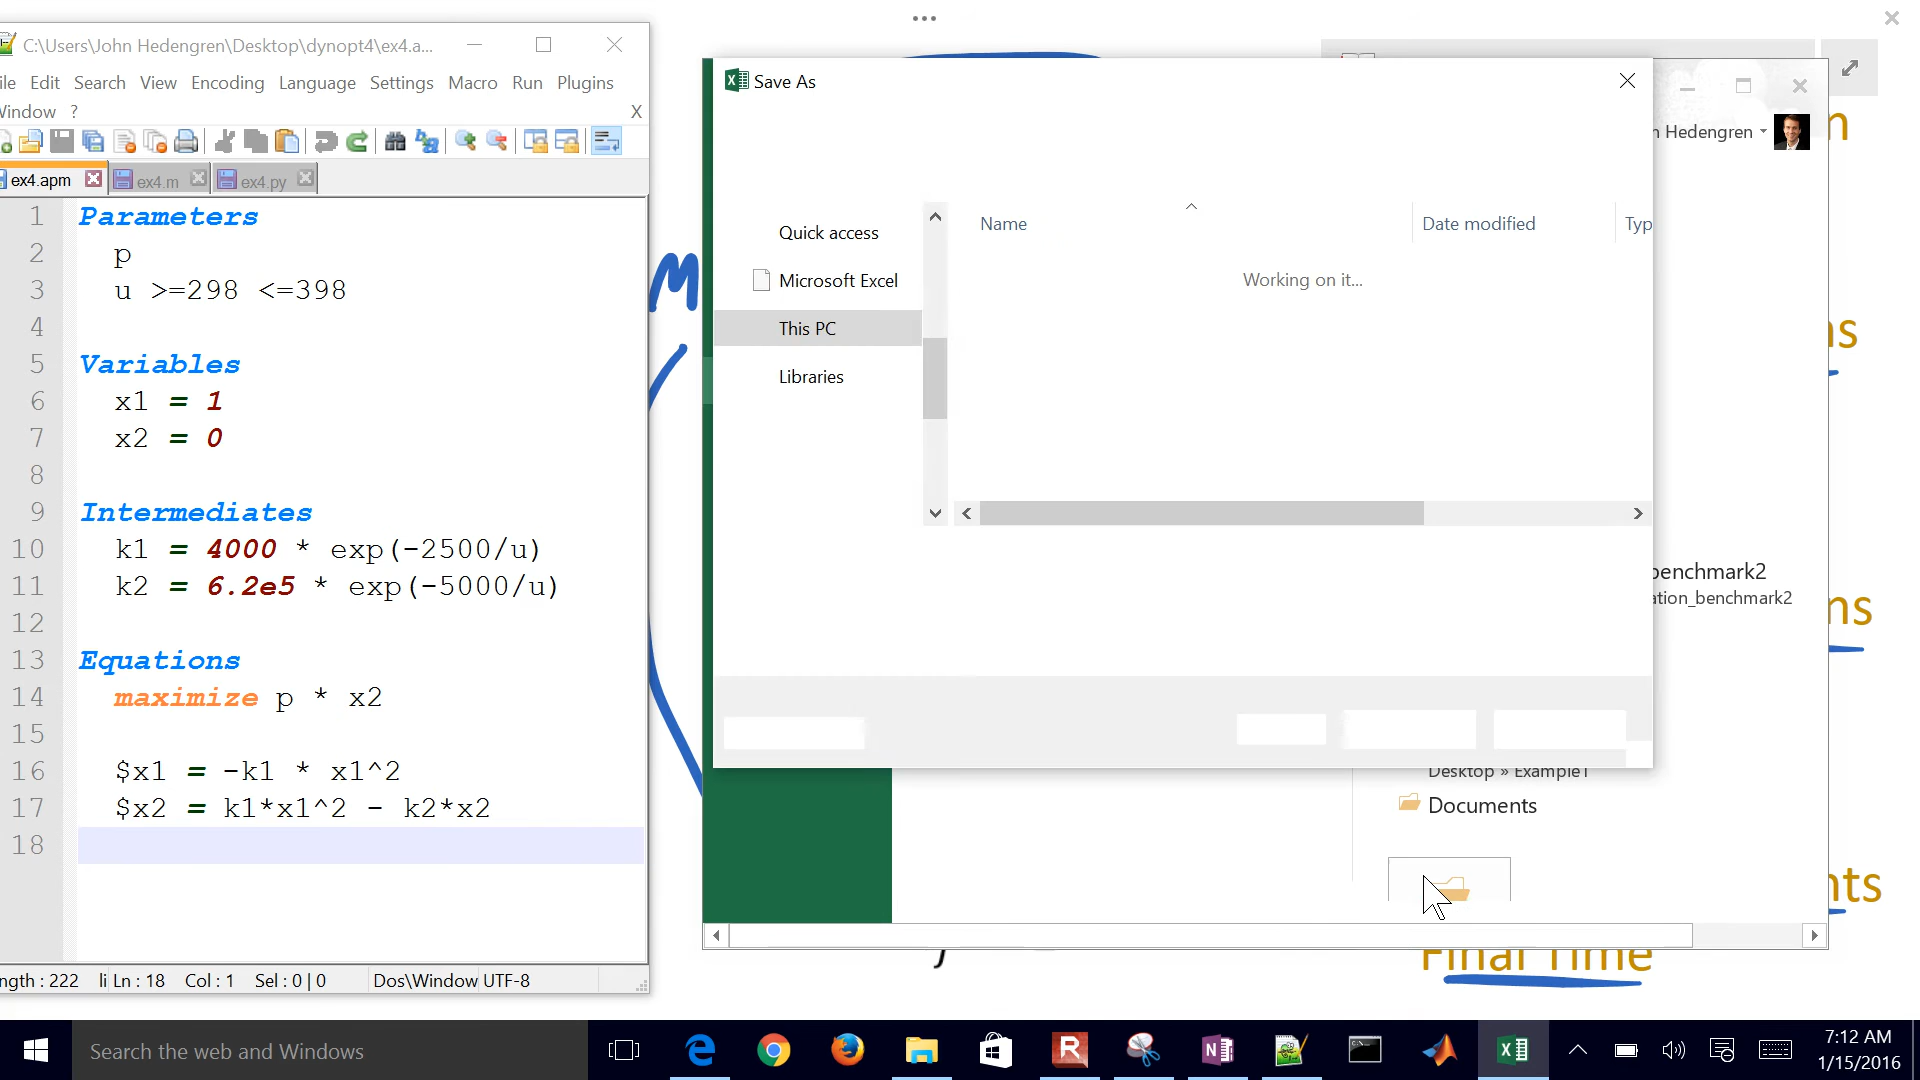 C:\Users\John Hedengren\Desktop\dynopt4\ex4.a...
Edit Search View Encoding Language Settings Macro Run Plugins
?
X
ex4.apm ex4.m ex4.py
1 Parameters
2 p
3 u >=298 <=398
4
5 Variables
6 x1 = 1
7 x2 = 0
8
9 Intermediates
10 k1 = 4000 * exp(-2500/u)
11 k2 = 6.2e5 * exp(-5000/u)
12
13 Equations
14 maximize p * x2
15
16 $x1 = -k1 * x1^2
17 $x2 = k1*x1^2 - k2*x2
18
ngth : 222 li Ln : 18 Col : 1 Sel : 0 | 0 Dos\Window UTF-8
M
Save As
n Hedengren
Name Date modified Typ
Quick access
Microsoft Excel
This PC
Libraries
Working on it...
n
ns
benchmark2
ation_benchmark2
ns
Desktop » Example1
Documents
nts
Final Time
Search the web and Windows
7:12 AM
1/15/2016